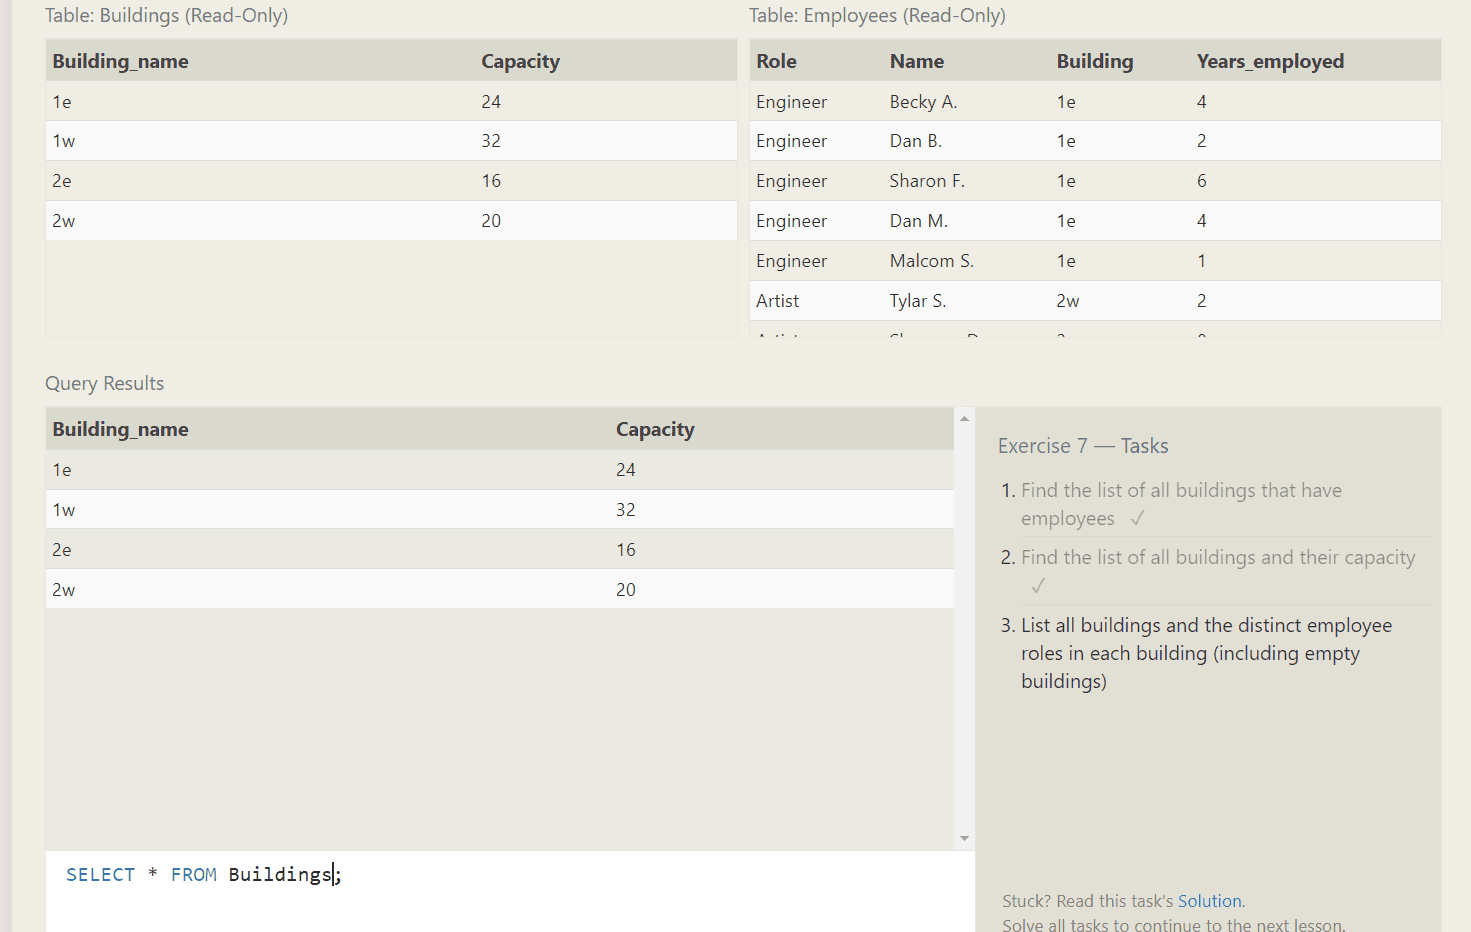 Table: Buildings (Read-Only)
Building_name Capacity
1e 24
1w 32
2e 16
2w 20
Table: Employees (Read-Only)
Role Name Building Years_employed
Engineer Becky A. 1e 4
Engineer Dan B. 1e 2
Engineer Sharon F. 1e 6
Engineer Dan M. 1e 4
Engineer Malcom S. 1e 1
Artist Tylar S. 2w 2
Query Results
Building_name Capacity
1e 24
1w 32
2e 16
2w 20
Exercise 7 — Tasks
1. Find the list of all buildings that have
employees ✓
2. Find the list of all buildings and their capacity
✓
3. List all buildings and the distinct employee
roles in each building (including empty
buildings)
SELECT * FROM Buildings;
Stuck? Read this task's Solution.
Solve all tasks to continue to the next lesson.